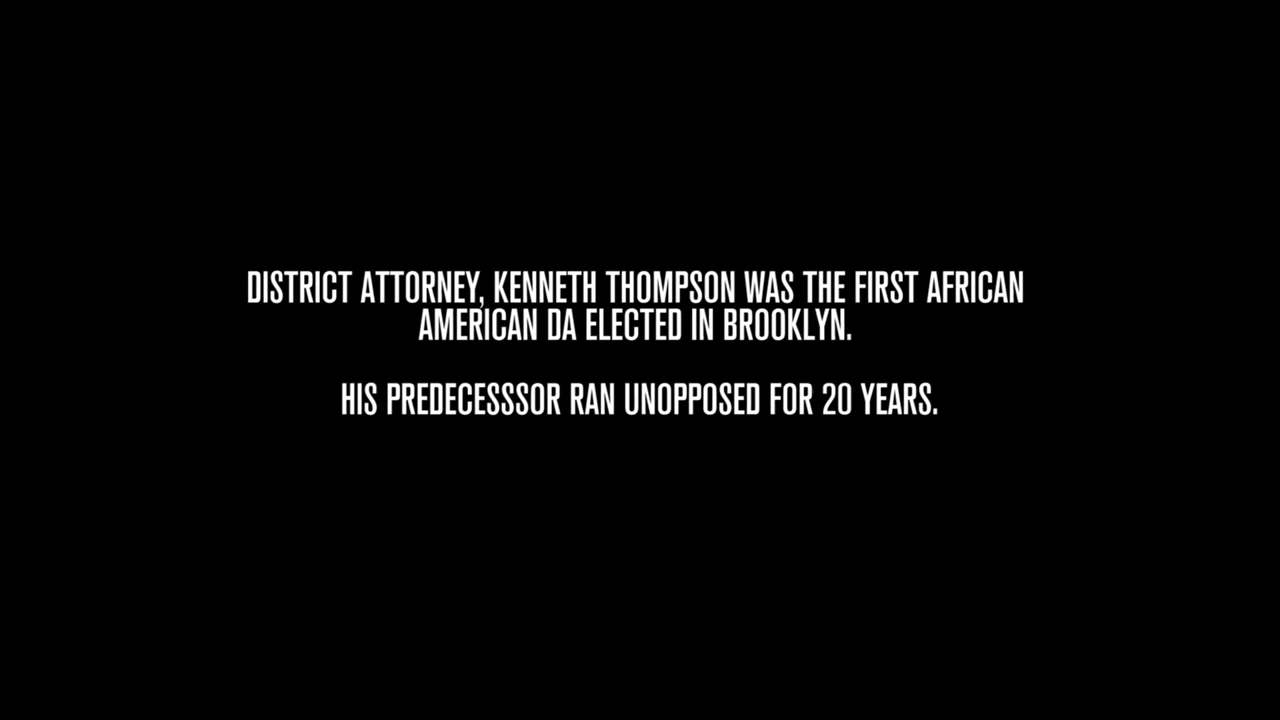 DISTRICT ATTORNEY, KENNETH THOMPSON WAS THE FIRST AFRICAN
AMERICAN DA ELECTED IN BROOKLYN.
HIS PREDECESSSOR RAN UNOPPOSED FOR 20 YEARS.